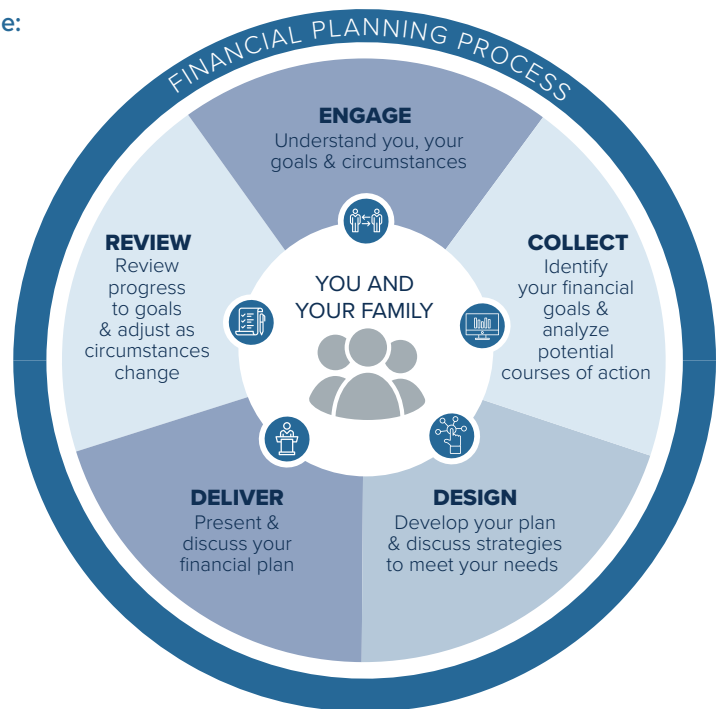 e:
FINANCIAL PLANNING PROCESS
ENGAGE
Understand you, your
goals & circumstances
COLLECT
Identify
your financial
goals &
analyze
potential
courses of action
DESIGN
Develop your plan
& discuss strategies
to meet your needs
DELIVER
Present &
discuss your
financial plan
REVIEW
Review
progress
to goals
& adjust as
circumstances
change
YOU AND
YOUR FAMILY